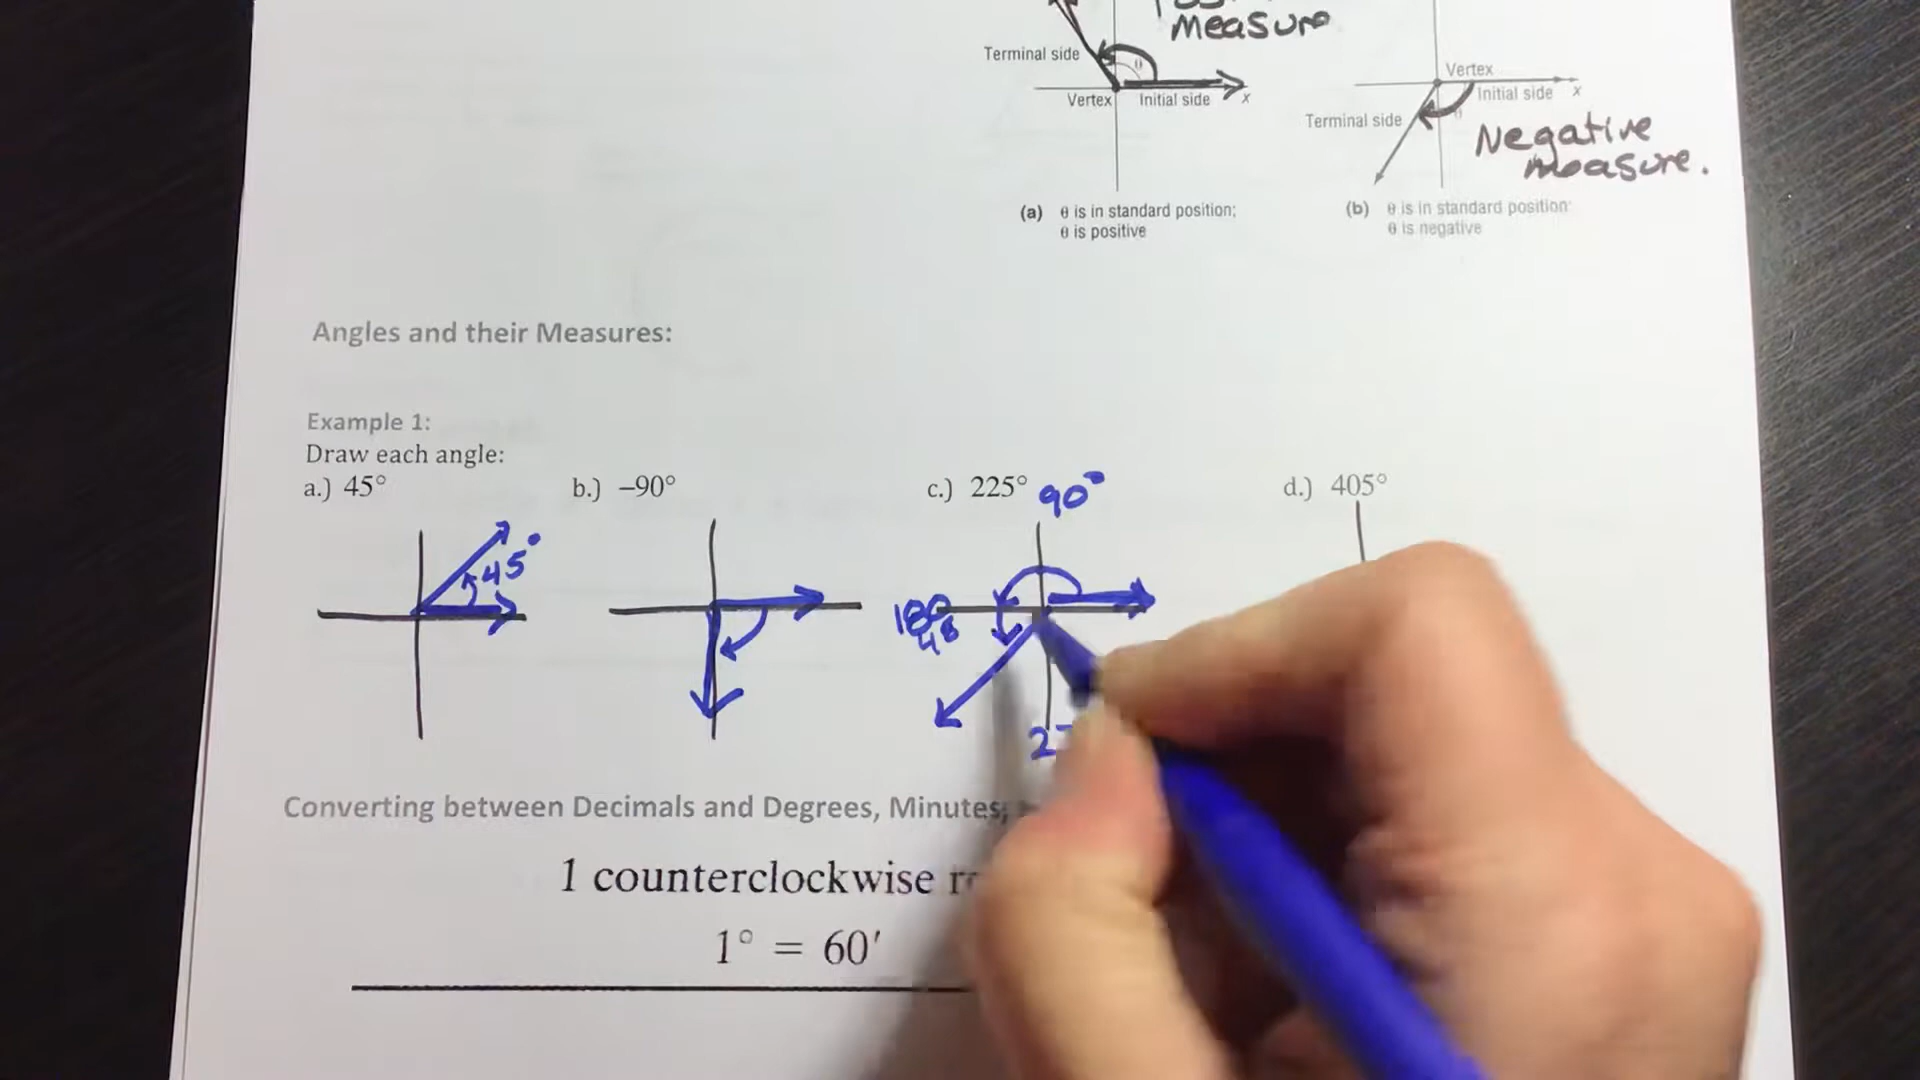 measure
Terminal side
θ
Vertex
Initial side
x
Vertex
Initial side
x
Terminal side
θ
Negative
measure.
(a) θ is in standard position;
θ is positive
(b) θ is in standard position;
θ is negative
Angles and their Measures:
Example 1:
Draw each angle:
a.) 45°
b.) –90°
c.) 225°
90°
d.) 405°
45°
180
1 counterclockwise
1° = 60′
Converting between Decimals and Degrees, Minutes,